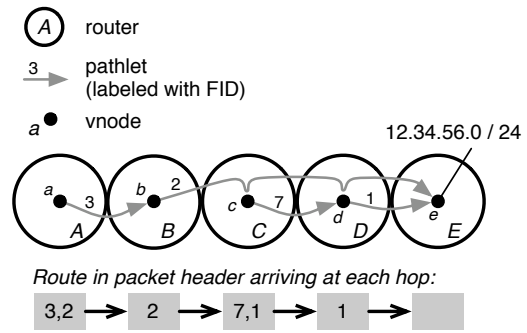 A router
3 pathlet
(labeled with FID)
a vnode
12.34.56.0 / 24
a 3 b 2 c 7 d 1 e
A B C D E
Route in packet header arriving at each hop:
3,2 2 7,1 1